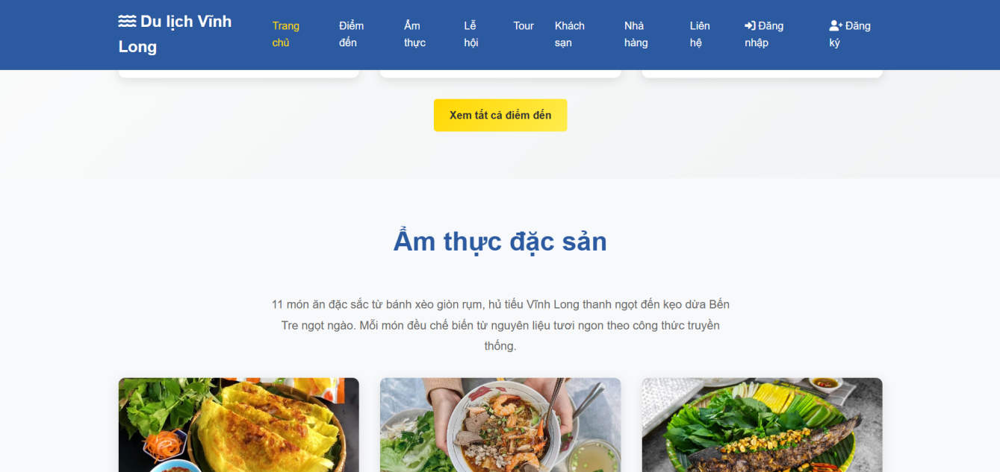 Du lịch Vĩnh
Long
Trang
chủ
Điểm
đến
Ẩm
thực
Lễ
hội
Tour
Khách
sạn
Nhà
hàng
Liên
hệ
Đăng
nhập
Đăng
ký
Xem tất cả điểm đến
Ẩm thực đặc sản
11 món ăn đặc sắc từ bánh xèo giòn rụm, hủ tiếu Vĩnh Long thanh ngọt đến kẹo dừa Bến
Tre ngọt ngào. Mỗi món đều chế biến từ nguyên liệu tươi ngon theo công thức truyền
thống.